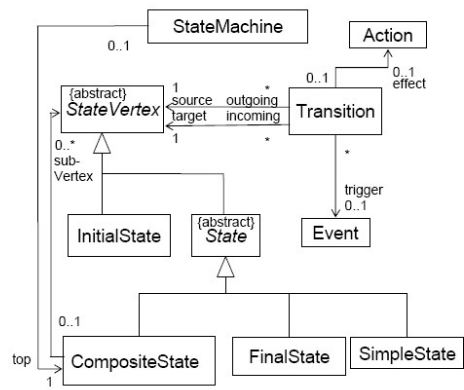 StateMachine
0..1
Action
0..1
effect
0..1
{abstract}
StateVertex
1
source
outgoing
*
target
incoming
1
*
Transition
0..*
sub-
Vertex
*
trigger
0..1
Event
InitialState
{abstract}
State
0..1
top
1
CompositeState
FinalState
SimpleState